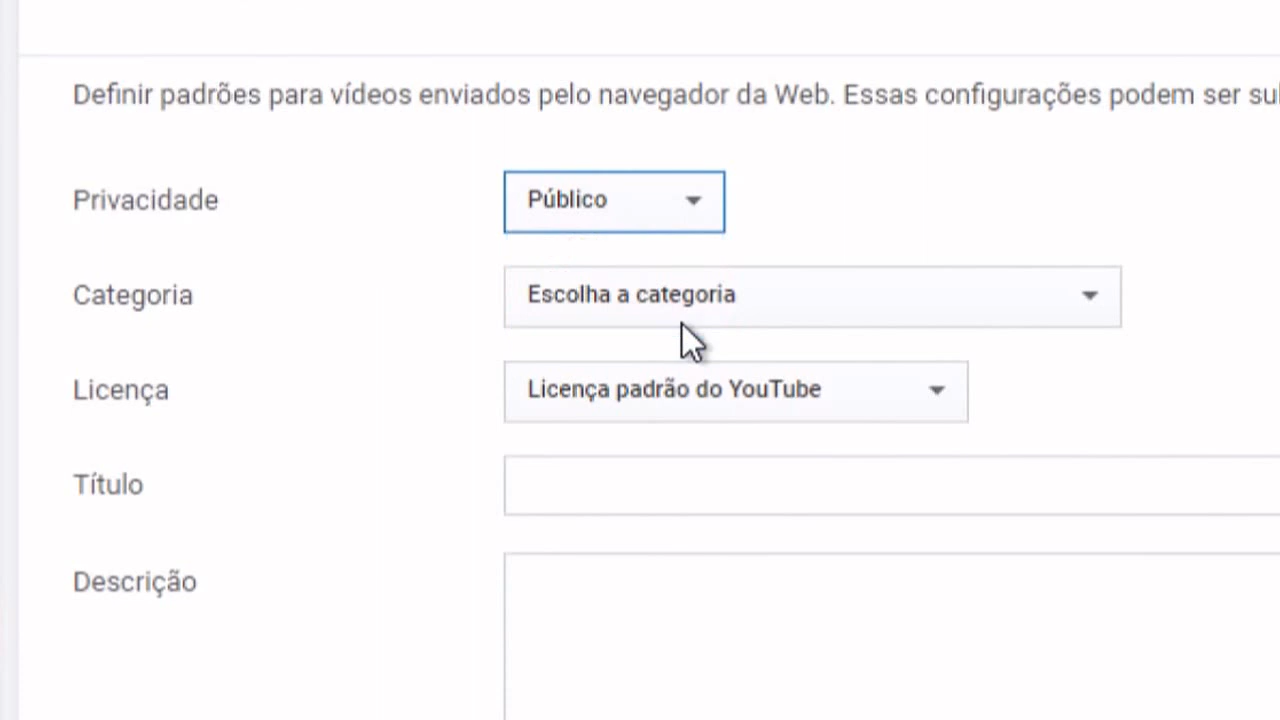 Definir padrões para vídeos enviados pelo navegador da Web. Essas configurações podem ser
Privacidade
Público
Categoria
Escolha a categoria
Licença
Licença padrão do YouTube
Título
Descrição